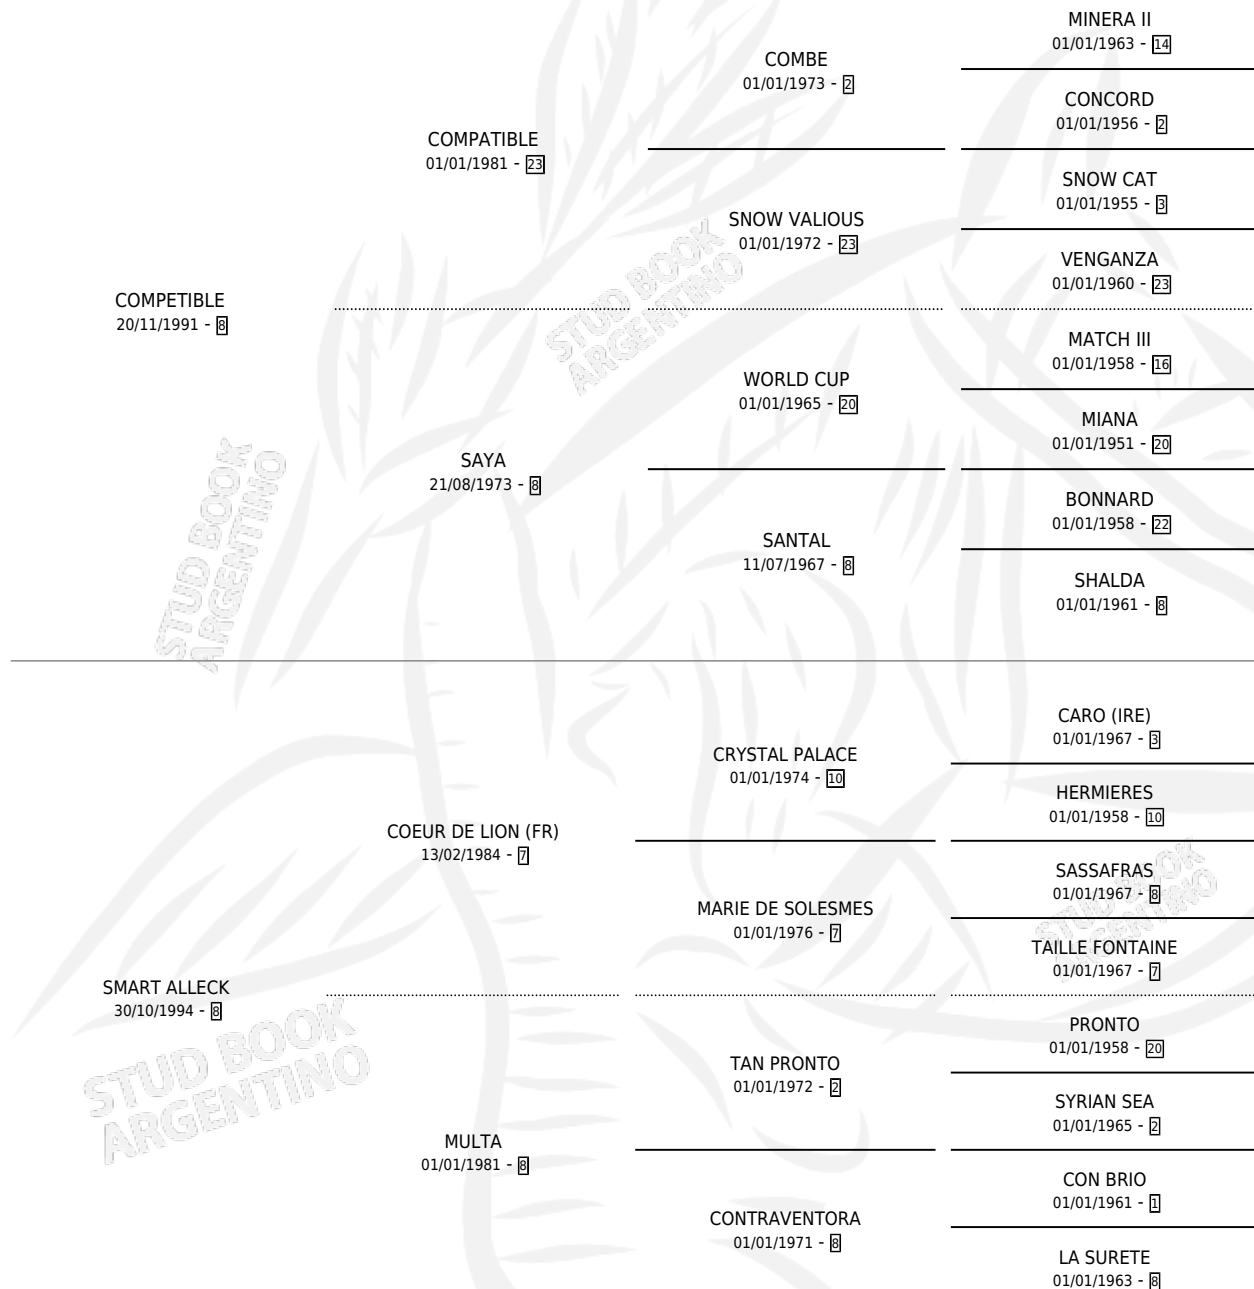 MINERA II
01/01/1963 - 14
COMBE
01/01/1973 - 2
CONCORD
01/01/1956 - 2
COMPATIBLE
01/01/1981 - 23
SNOW CAT
01/01/1955 - 3
SNOW VALIOUS
01/01/1972 - 23
VENGANZA
01/01/1960 - 23
COMPETIBLE
20/11/1991 - 8
MATCH III
01/01/1958 - 16
WORLD CUP
01/01/1965 - 20
MIANA
01/01/1951 - 20
SAYA
21/08/1973 - 8
BONNARD
01/01/1958 - 22
SANTAL
11/07/1967 - 8
SHALDA
01/01/1961 - 8
CARO (IRE)
01/01/1967 - 3
CRYSTAL PALACE
01/01/1974 - 10
HERMIERES
01/01/1958 - 10
COEUR DE LION (FR)
13/02/1984 - 7
SASSAFRAS
01/01/1967 - 8
MARIE DE SOLESMES
01/01/1976 - 7
TAILLE FONTAINE
01/01/1967 - 7
SMART ALLECK
30/10/1994 - 8
PRONTO
01/01/1958 - 20
TAN PRONTO
01/01/1972 - 2
SYRIAN SEA
01/01/1965 - 2
MULTA
01/01/1981 - 8
CON BRIO
01/01/1961 - 1
CONTRAVENTORA
01/01/1971 - 8
LA SURETE
01/01/1963 - 8
STUD BOOK
ARGENTINO
STUD BOOK
ARGENTINO
STUD BOOK
ARGENTINO
STUD BOOK
ARGENTINO